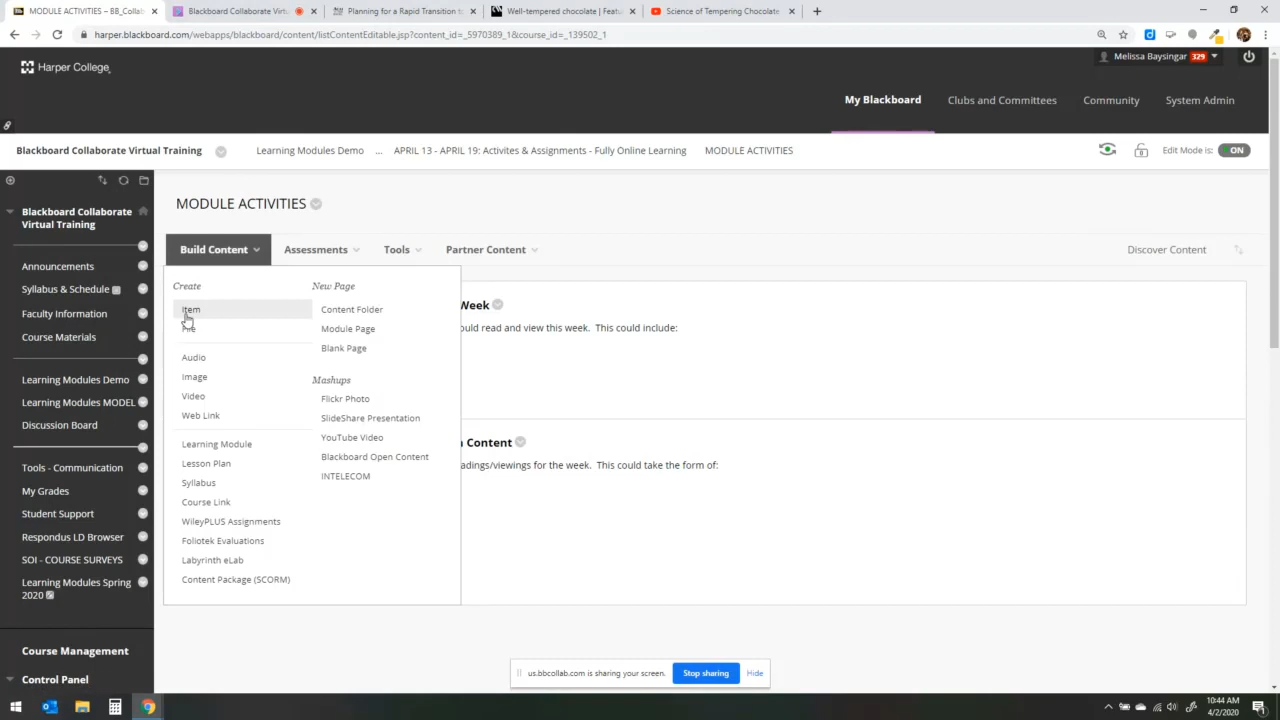 MODULE ACTIVITIES – BB_Collab
Blackboard Collaborate Virtu
Planning for a Rapid Transition to
Well-tempered chocolate | Featu
Science of Tempering Chocolate
harper.blackboard.com/webapps/blackboard/content/listContentEditable.jsp?content_id=_5970389_1&course_id=_139502_1
Harper College
Melissa Baysingar 329
My Blackboard Clubs and Committees Community System Admin
Blackboard Collaborate Virtual Training Learning Modules Demo ... APRIL 13 - APRIL 19: Activites & Assignments - Fully Online Learning MODULE ACTIVITIES Edit Mode is: ON
Blackboard Collaborate
Virtual Training
Announcements
Syllabus & Schedule
Faculty Information
Course Materials
Learning Modules Demo
Learning Modules MODEL
Discussion Board
Tools - Communication
My Grades
Student Support
Respondus LD Browser
SOI - COURSE SURVEYS
Learning Modules Spring
2020
Course Management
Control Panel
MODULE ACTIVITIES
Build Content Assessments Tools Partner Content Discover Content
Create
Item
File
Audio
Image
Video
Web Link
Learning Module
Lesson Plan
Syllabus
Course Link
WileyPLUS Assignments
Foliotek Evaluations
Labyrinth eLab
Content Package (SCORM)
New Page
Content Folder
Module Page
Blank Page
Mashups
Flickr Photo
SlideShare Presentation
YouTube Video
Blackboard Open Content
INTELECOM
Week
ould read and view this week. This could include:
Content
adings/viewings for the week. This could take the form of:
us.bbcollab.com is sharing your screen. Stop sharing Hide
10:44 AM
4/2/2020